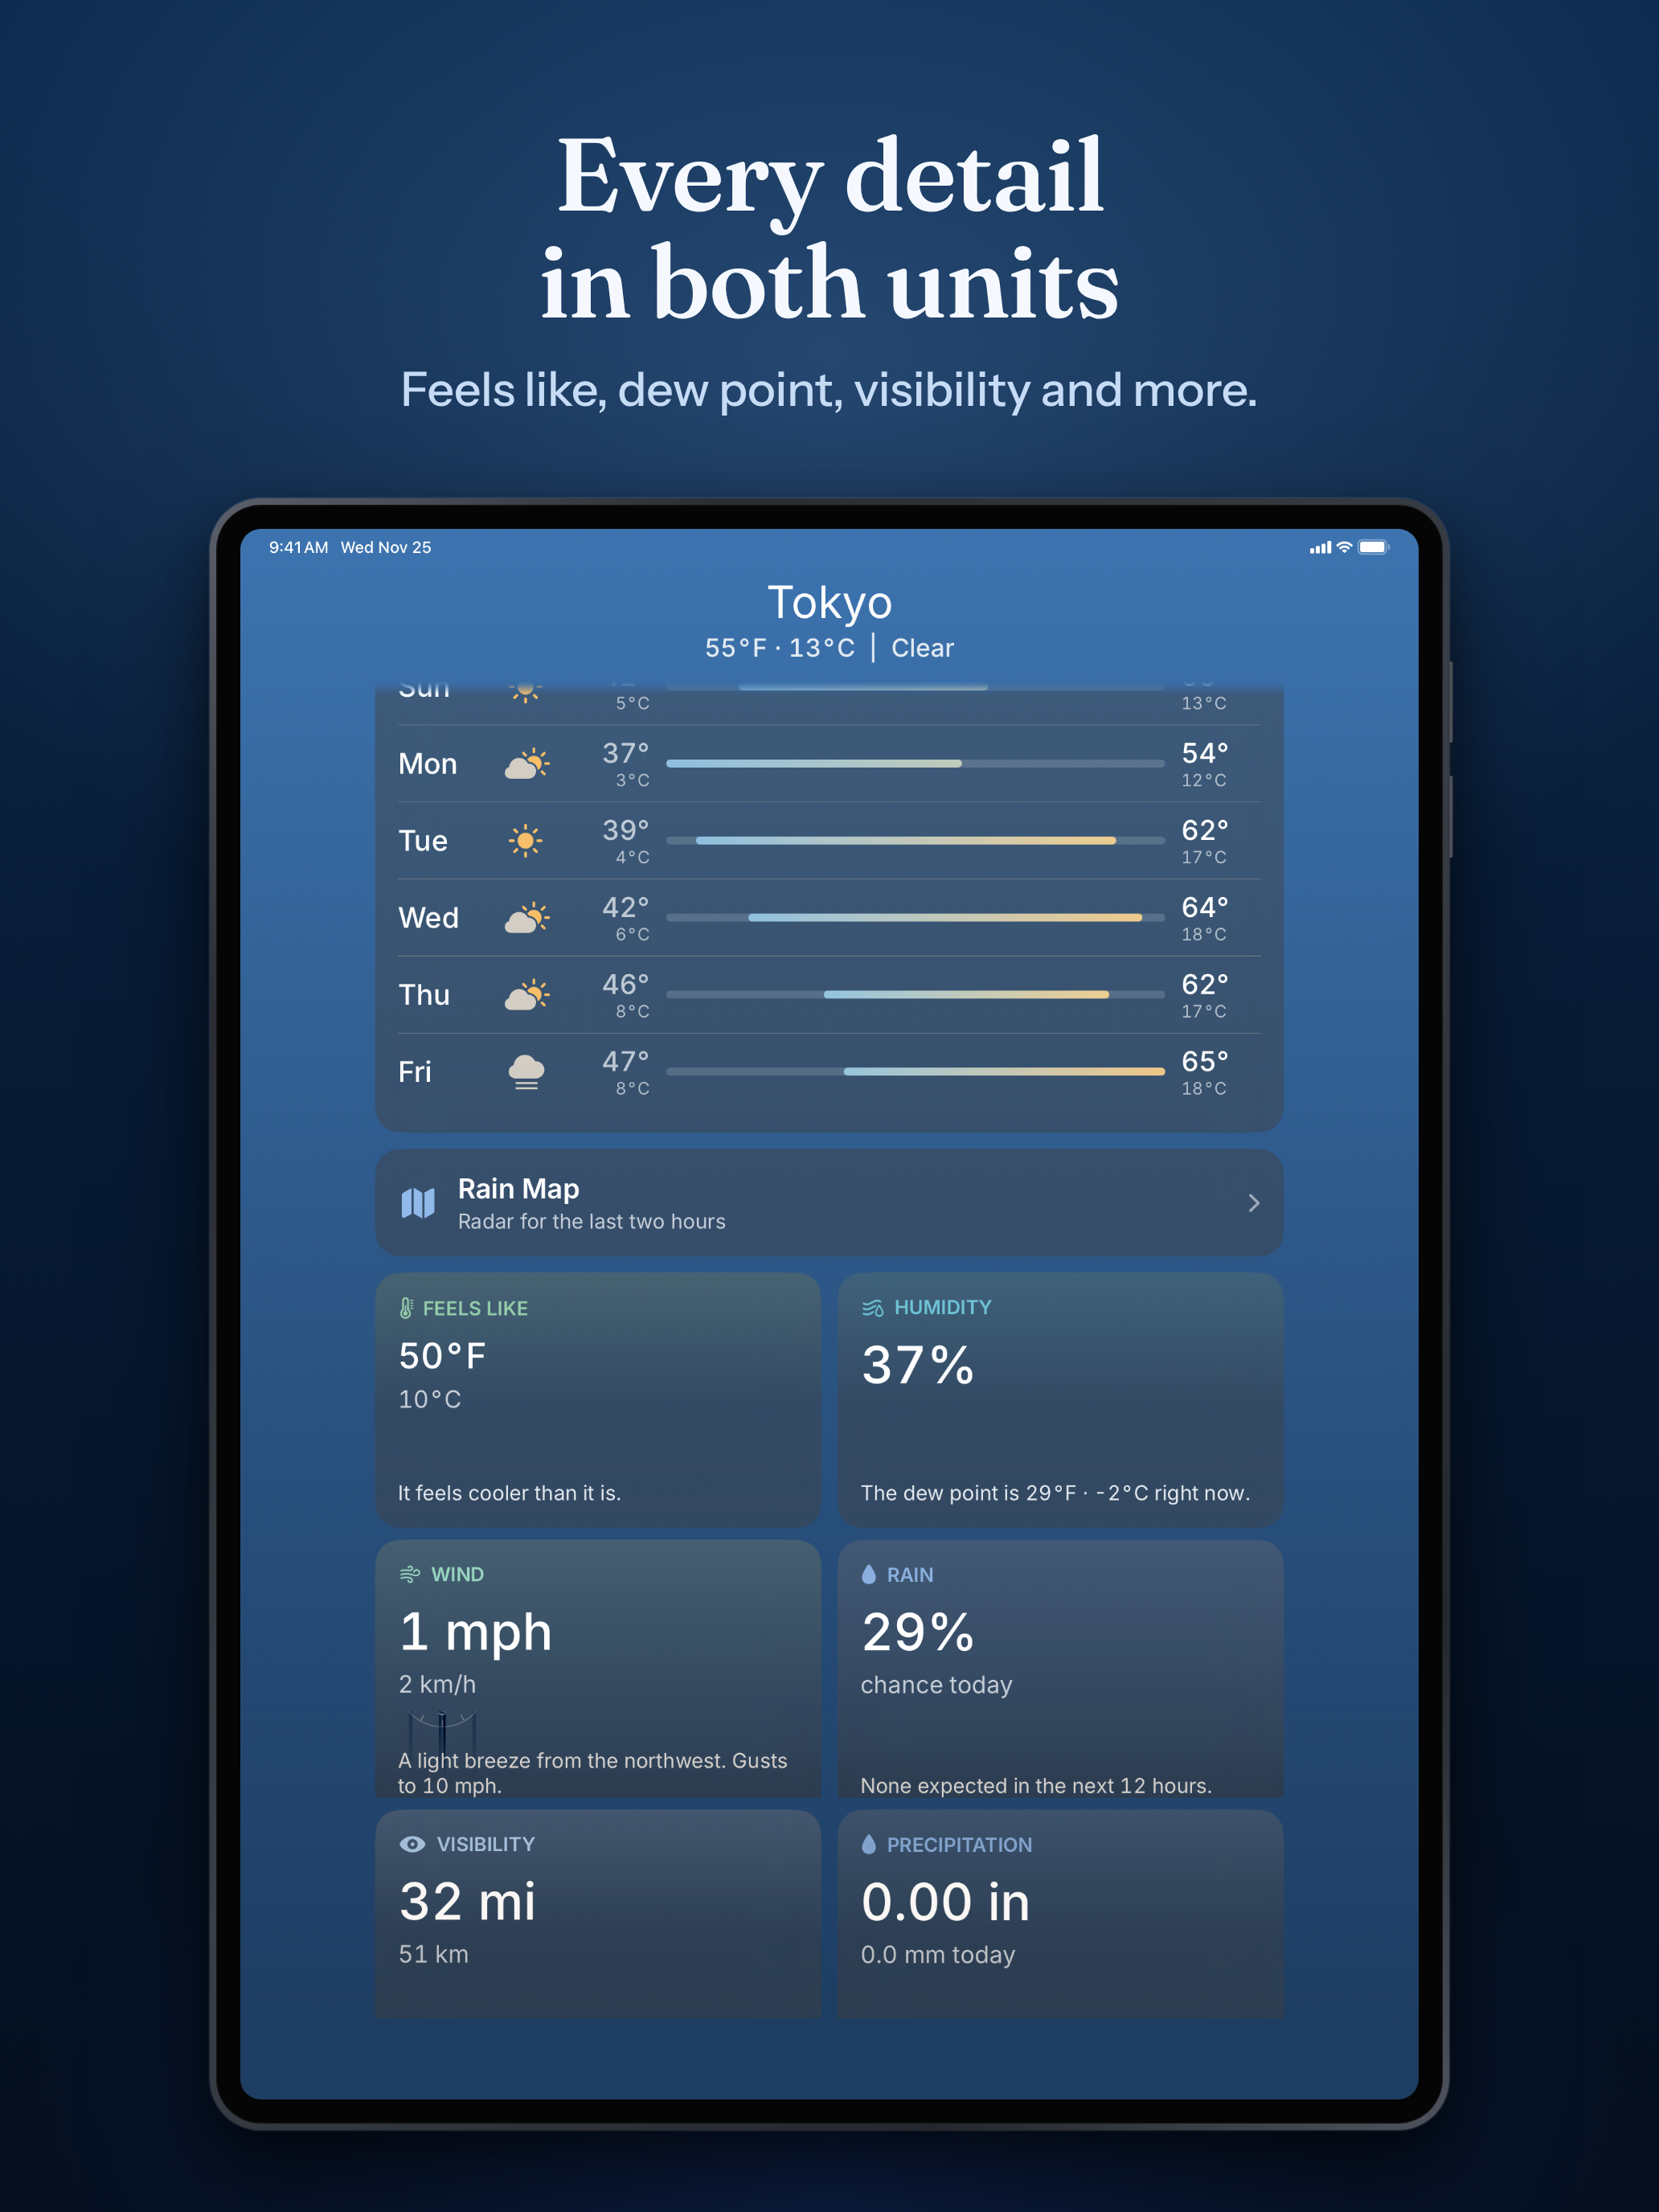 Every detail
in both units
Feels like, dew point, visibility and more.
9:41 AM Wed Nov 25
Tokyo
55°F · 13°C | Clear
Sun 5°C 13°C
Mon 37° 3°C 54° 12°C
Tue 39° 4°C 62° 17°C
Wed 42° 6°C 64° 18°C
Thu 46° 8°C 62° 17°C
Fri 47° 8°C 65° 18°C
Rain Map
Radar for the last two hours
FEELS LIKE
50°F
10°C
It feels cooler than it is.
HUMIDITY
37%
The dew point is 29°F · -2°C right now.
WIND
1 mph
2 km/h
A light breeze from the northwest. Gusts
to 10 mph.
RAIN
29%
chance today
None expected in the next 12 hours.
VISIBILITY
32 mi
51 km
PRECIPITATION
0.00 in
0.0 mm today